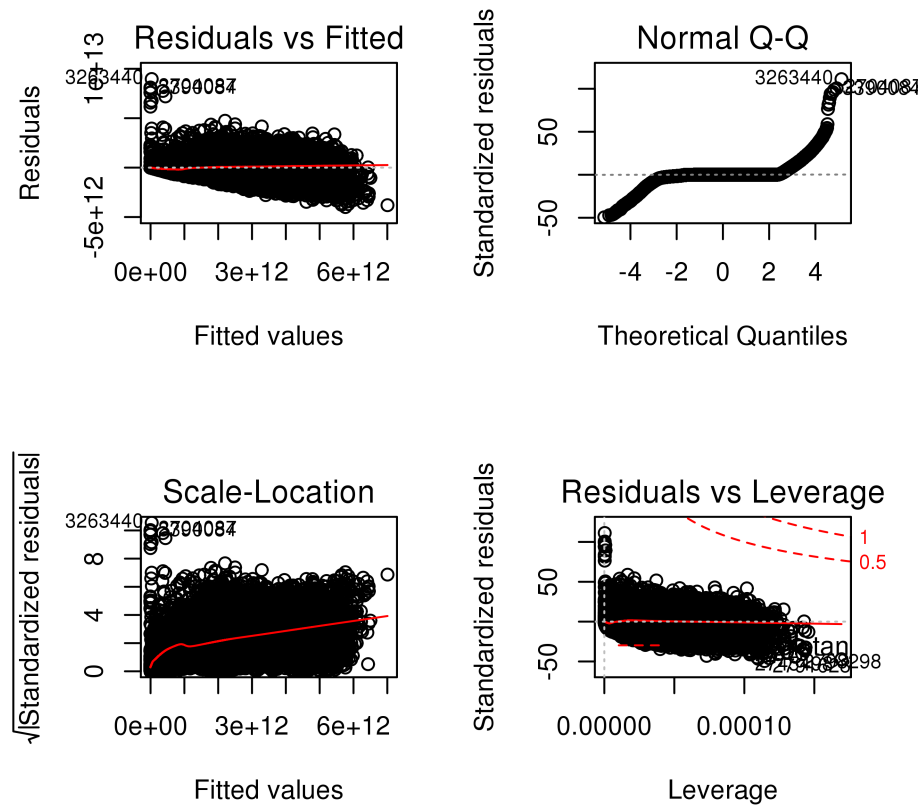 Residuals vs Fitted
Residuals
-5e+12
1e+13
3263440
0e+00 3e+12 6e+12
Fitted values
Normal Q-Q
Standardized residuals
-50
50
3263440
-4 -2 0 2 4
Theoretical Quantiles
Scale-Location
√|Standardized residuals|
0 4 8
3263440
0e+00 3e+12 6e+12
Fitted values
Residuals vs Leverage
Standardized residuals
-50
50
1
0.5
0.000000 0.00010
Leverage